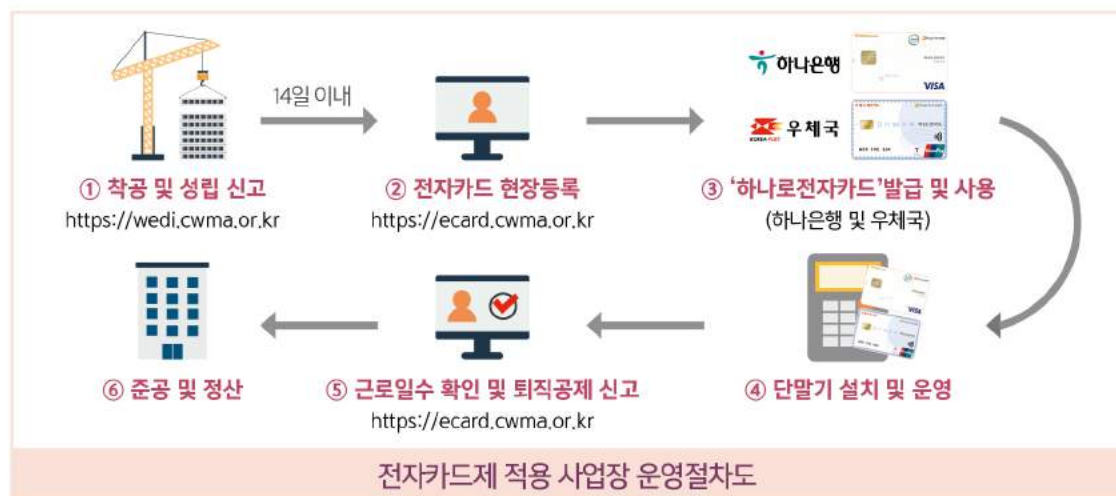 14일 이내
하나은행
VISA
KOREA POST 우체국
① 착공 및 성립 신고
https://wedi.cwma.or.kr
② 전자카드 현장등록
https://ecard.cwma.or.kr
③ ‘하나로전자카드’발급 및 사용
(하나은행 및 우체국)
VISA
④ 단말기 설치 및 운영
⑤ 근로일수 확인 및 퇴직공제 신고
https://ecard.cwma.or.kr
⑥ 준공 및 정산
전자카드제 적용 사업장 운영절차도